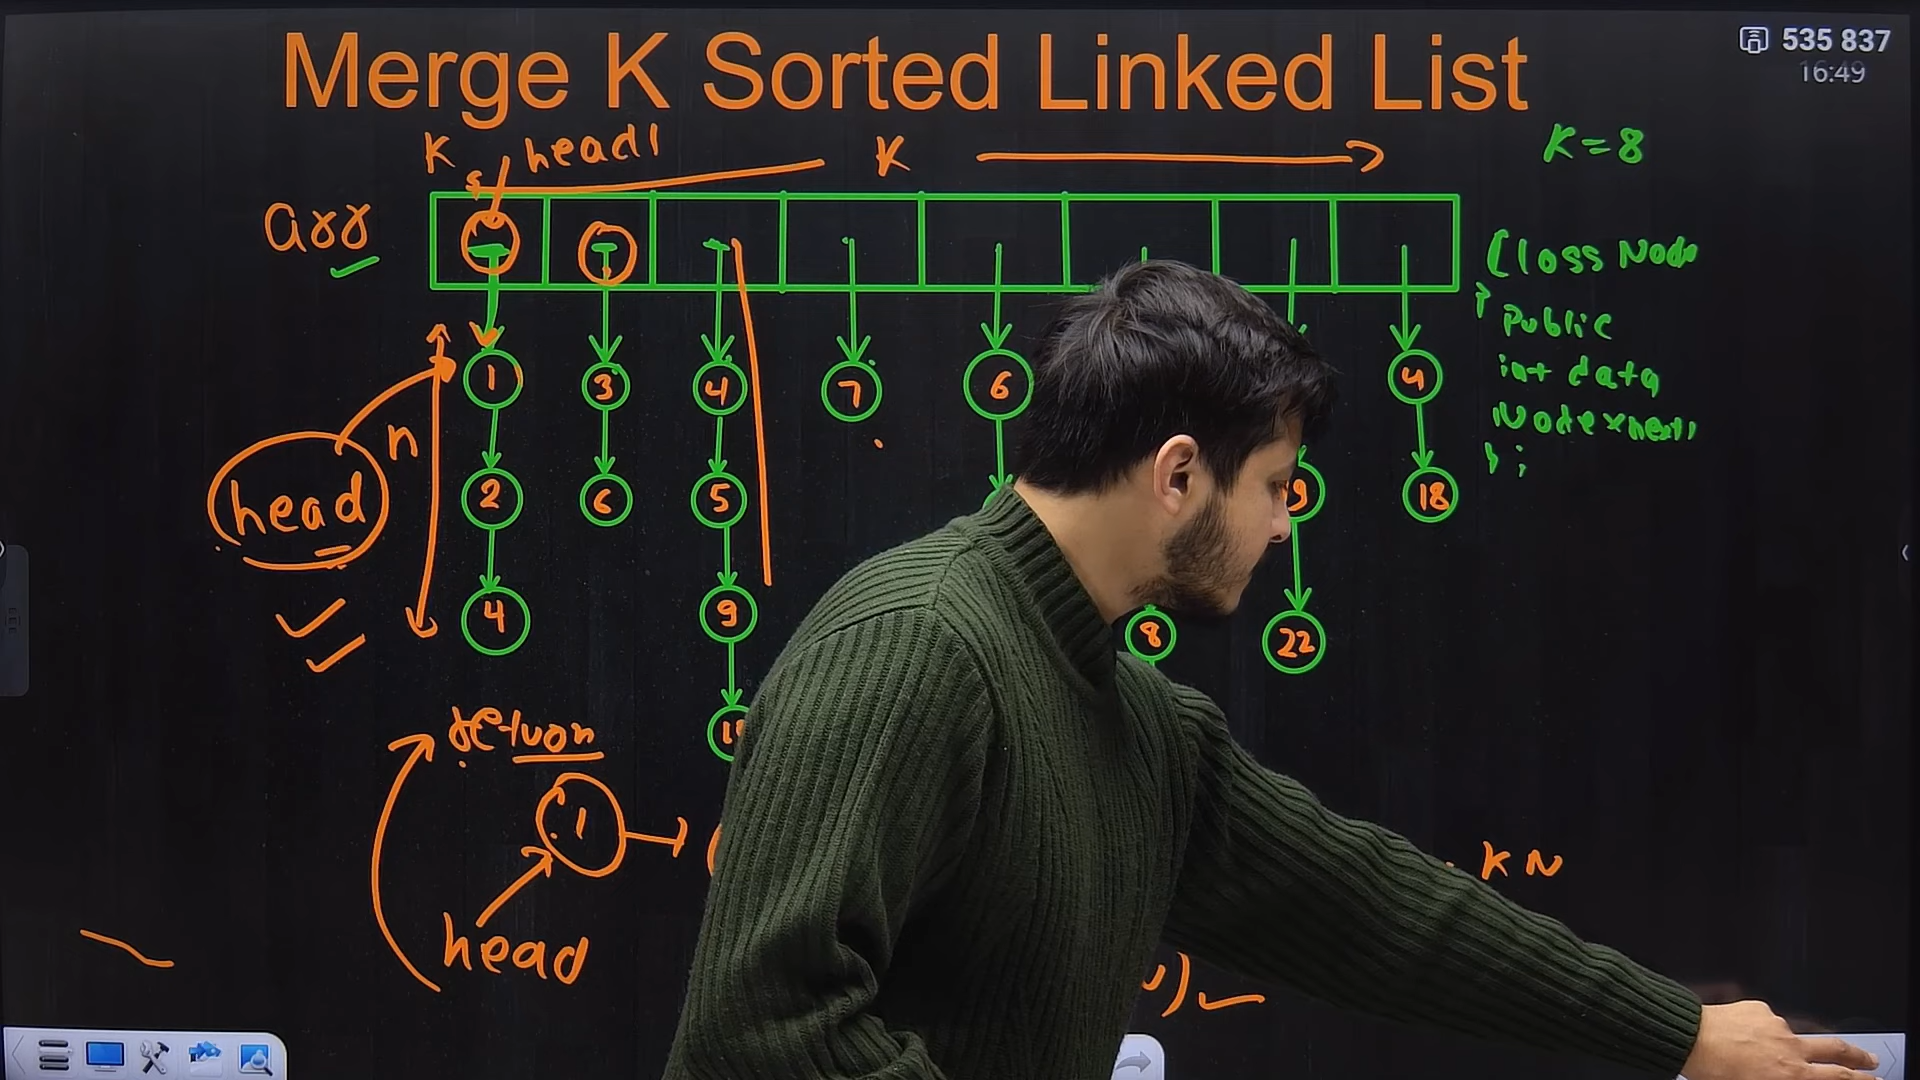 Merge K Sorted Linked List
535 837
16:49
K head1 K
K=8
arr
Class Node
{
public
int data
Node *next;
};
1 3 4 7 6 4
n
head
2 6 5 9 18
4 9 8 22
return
1
head
KN